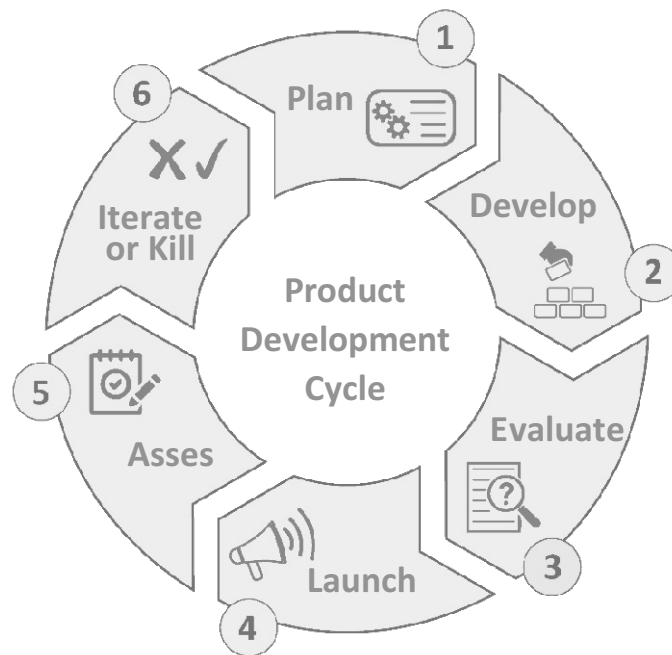 1
Plan
Develop
2
Evaluate
3
Launch
4
Asses
5
6
Iterate
or Kill
Product
Development
Cycle
?